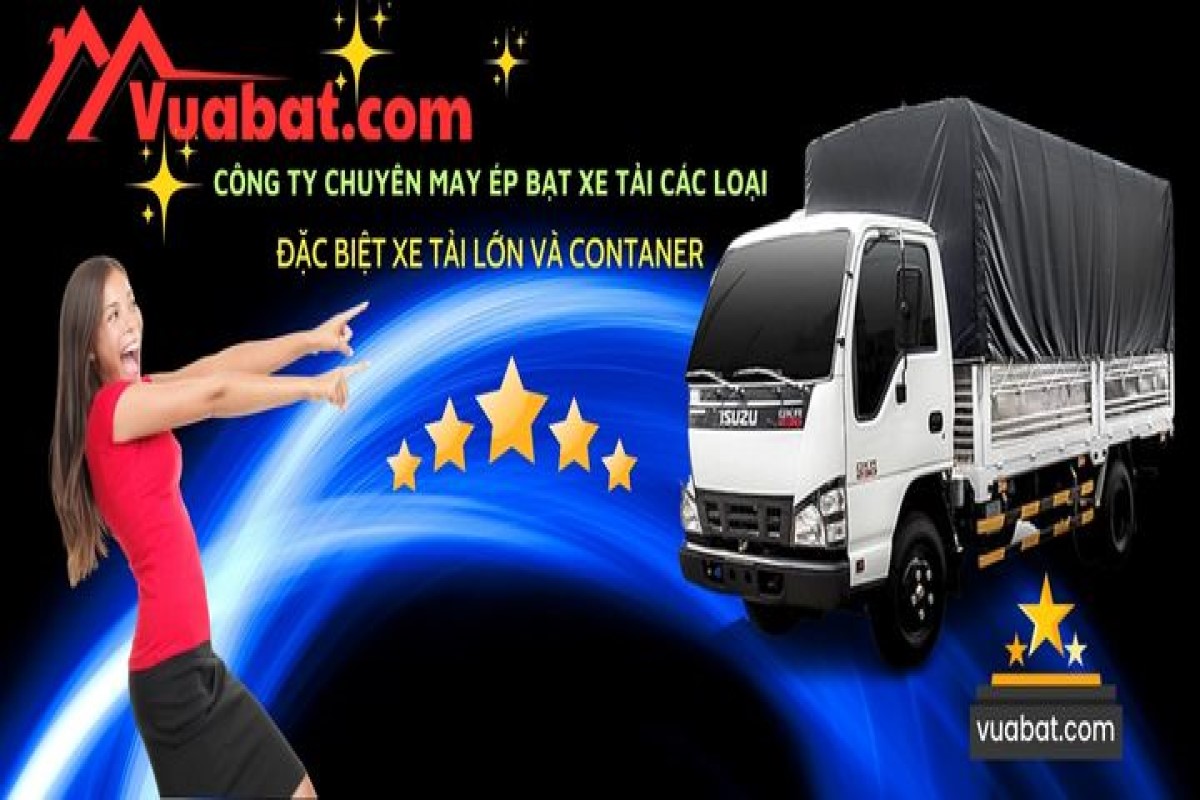 Vuabat.com
CÔNG TY CHUYÊN MAY ÉP BẠT XE TẢI CÁC LOẠI
ĐẶC BIỆT XE TẢI LỚN VÀ CONTANER
ISUZU
vuabat.com